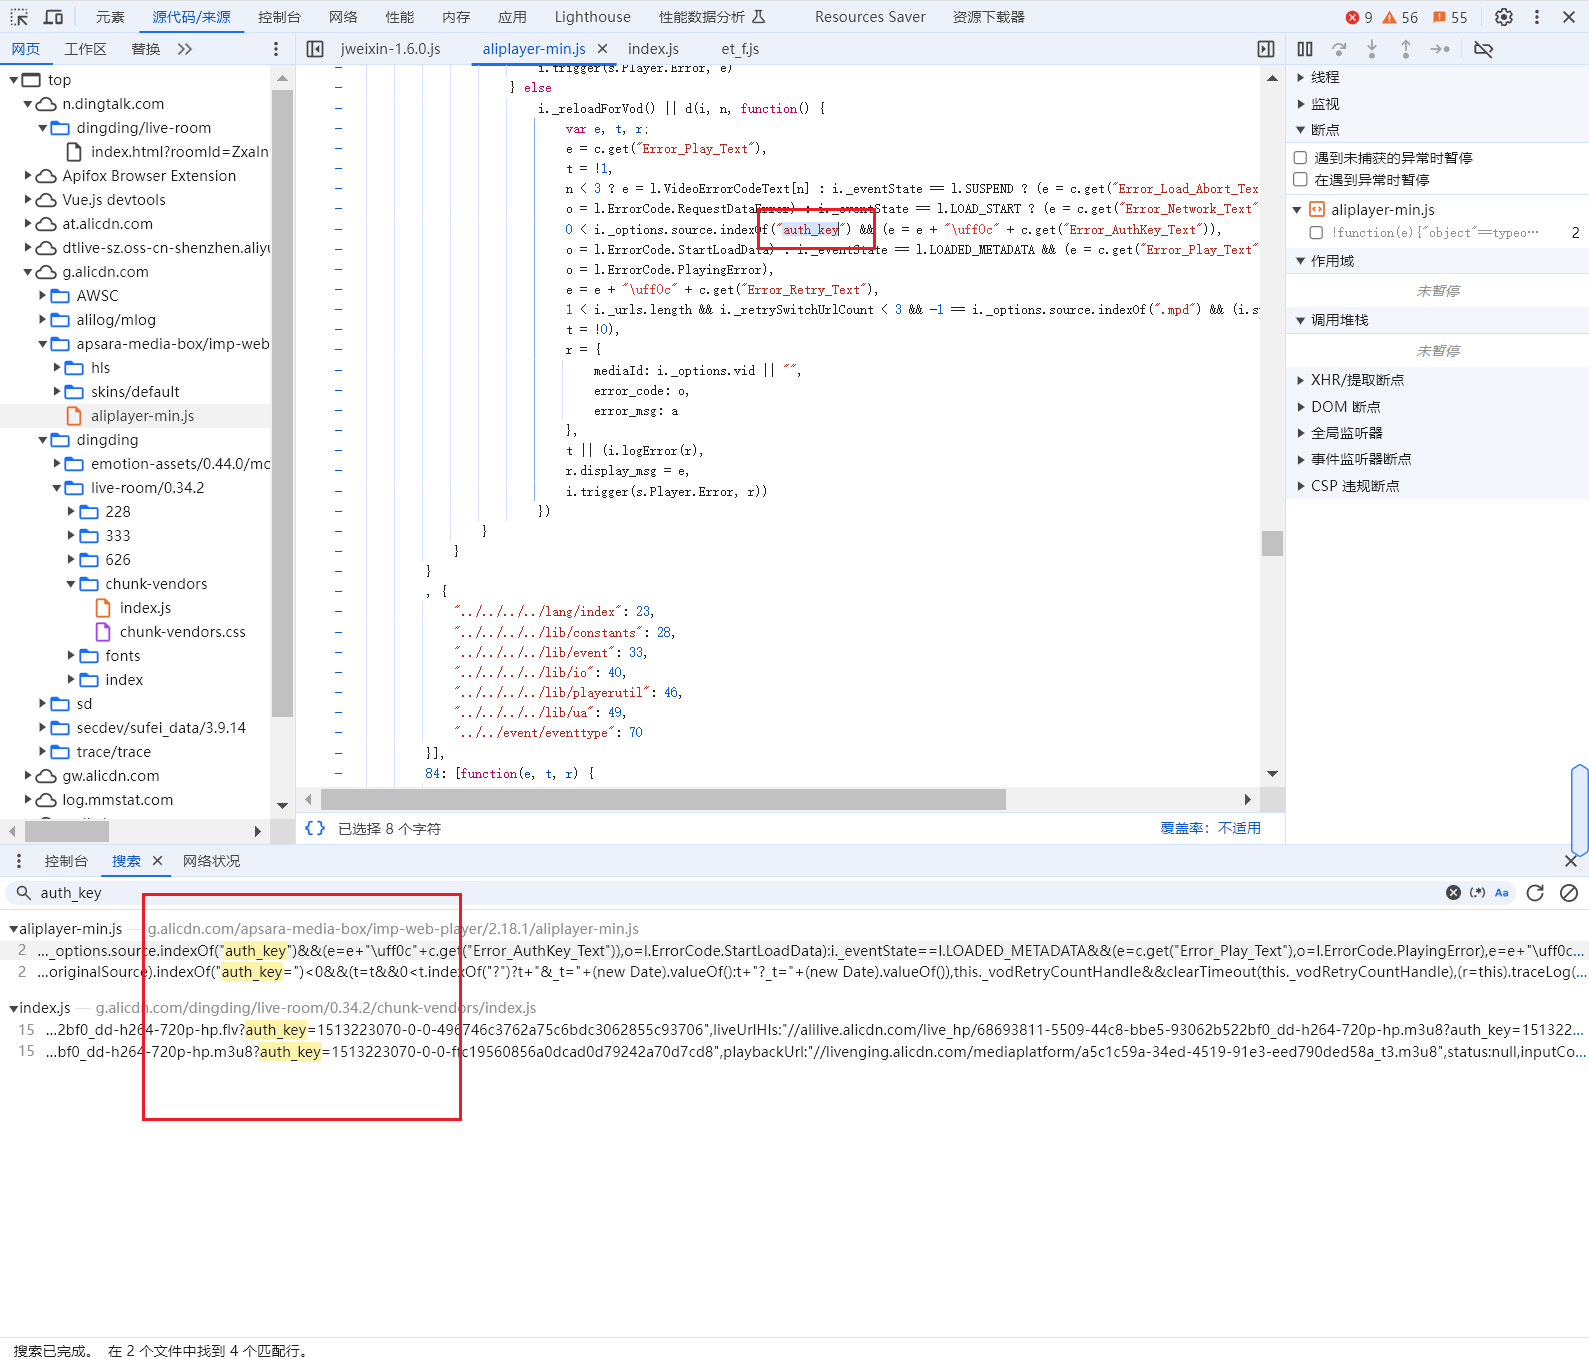 元素 源代码/来源 控制台 网络 性能 内存 应用 Lighthouse 性能数据分析 Resources Saver 资源下载器 9 56 55
网页 工作区 替换 jweixin-1.6.0.js aliplayer-min.js index.js et_f.js
top
n.dingtalk.com
dingding/live-room
index.html?roomId=Zxaln
Apifox Browser Extension
Vue.js devtools
at.alicdn.com
dtlive-sz.oss-cn-shenzhen.aliyu
g.alicdn.com
AWSC
alilog/mlog
apsara-media-box/imp-web
hls
skins/default
aliplayer-min.js
dingding
emotion-assets/0.44.0/mc
live-room/0.34.2
228
333
626
chunk-vendors
index.js
chunk-vendors.css
fonts
index
sd
secdev/sufei_data/3.9.14
trace/trace
gw.alicdn.com
log.mmstat.com
i.trigger(s.Player.Error, e)
} else
i._reloadForVod() || d(i, n, function() {
var e, t, r;
e = c.get("Error_Play_Text"),
t = !1,
n < 3 ? e = l.VideoErrorCodeText[n] : i._eventState == l.SUSPEND ? (e = c.get("Error_Load_Abort_Tex
o = l.ErrorCode.RequestDataError) : i._eventState == l.LOAD_START ? (e = c.get("Error_Network_Text"
0 < i._options.source.indexOf("auth_key") && (e = e + "\uff0c" + c.get("Error_AuthKey_Text")),
o = l.ErrorCode.StartLoadData) : i._eventState == l.LOADED_METADATA && (e = c.get("Error_Play_Text"
o = l.ErrorCode.PlayingError),
e = e + "\uff0c" + c.get("Error_Retry_Text"),
1 < i._urls.length && i._retrySwitchUrlCount < 3 && -1 == i._options.source.indexOf(".mpd") && (i.s
t = !0),
r = {
mediaId: i._options.vid || "",
error_code: o,
error_msg: a
},
t || (i.logError(r),
r.display_msg = e,
i.trigger(s.Player.Error, r))
})
}
}
}
, {
"../../../../lang/index": 23,
"../../../../lib/constants": 28,
"../../../../lib/event": 33,
"../../../../lib/io": 40,
"../../../../lib/playerutil": 46,
"../../../../lib/ua": 49,
"../../event/eventtype": 70
}],
84: [function(e, t, r) {
{} 已选择 8 个字符 覆盖率：不适用
线程
监视
断点
遇到未捕获的异常时暂停
在遇到异常时暂停
aliplayer-min.js
!function(e){"object"==typeo… 2
作用域
未暂停
调用堆栈
未暂停
XHR/提取断点
DOM 断点
全局监听器
事件监听器断点
CSP 违规断点
控制台 搜索 网络状况
auth_key (.*) Aa
aliplayer-min.js — g.alicdn.com/apsara-media-box/imp-web-player/2.18.1/aliplayer-min.js
2 …_options.source.indexOf("auth_key")&&(e=e+"\uff0c"+c.get("Error_AuthKey_Text")),o=l.ErrorCode.StartLoadData):i._eventState==l.LOADED_METADATA&&(e=c.get("Error_Play_Text"),o=l.ErrorCode.PlayingError),e=e+"\uff0c…
2 …originalSource).indexOf("auth_key=")<0&&(t=t&&0<t.indexOf("?")?t+"&_t="+(new Date).valueOf():t+"?_t="+(new Date).valueOf()),this._vodRetryCountHandle&&clearTimeout(this._vodRetryCountHandle),(r=this).traceLog(…
index.js — g.alicdn.com/dingding/live-room/0.34.2/chunk-vendors/index.js
15 …2bf0_dd-h264-720p-hp.flv?auth_key=1513223070-0-0-496746c3762a75c6bdc3062855c93706",liveUrlHls:"//alilive.alicdn.com/live_hp/68693811-5509-44c8-bbe5-93062b522bf0_dd-h264-720p-hp.m3u8?auth_key=151322…
15 …bf0_dd-h264-720p-hp.m3u8?auth_key=1513223070-0-0-ffc19560856a0dcad0d79242a70d7cd8",playbackUrl:"//livenging.alicdn.com/mediaplatform/a5c1c59a-34ed-4519-91e3-eed790ded58a_t3.m3u8",status:null,inputCo…
搜索已完成。 在 2 个文件中找到 4 个匹配行。